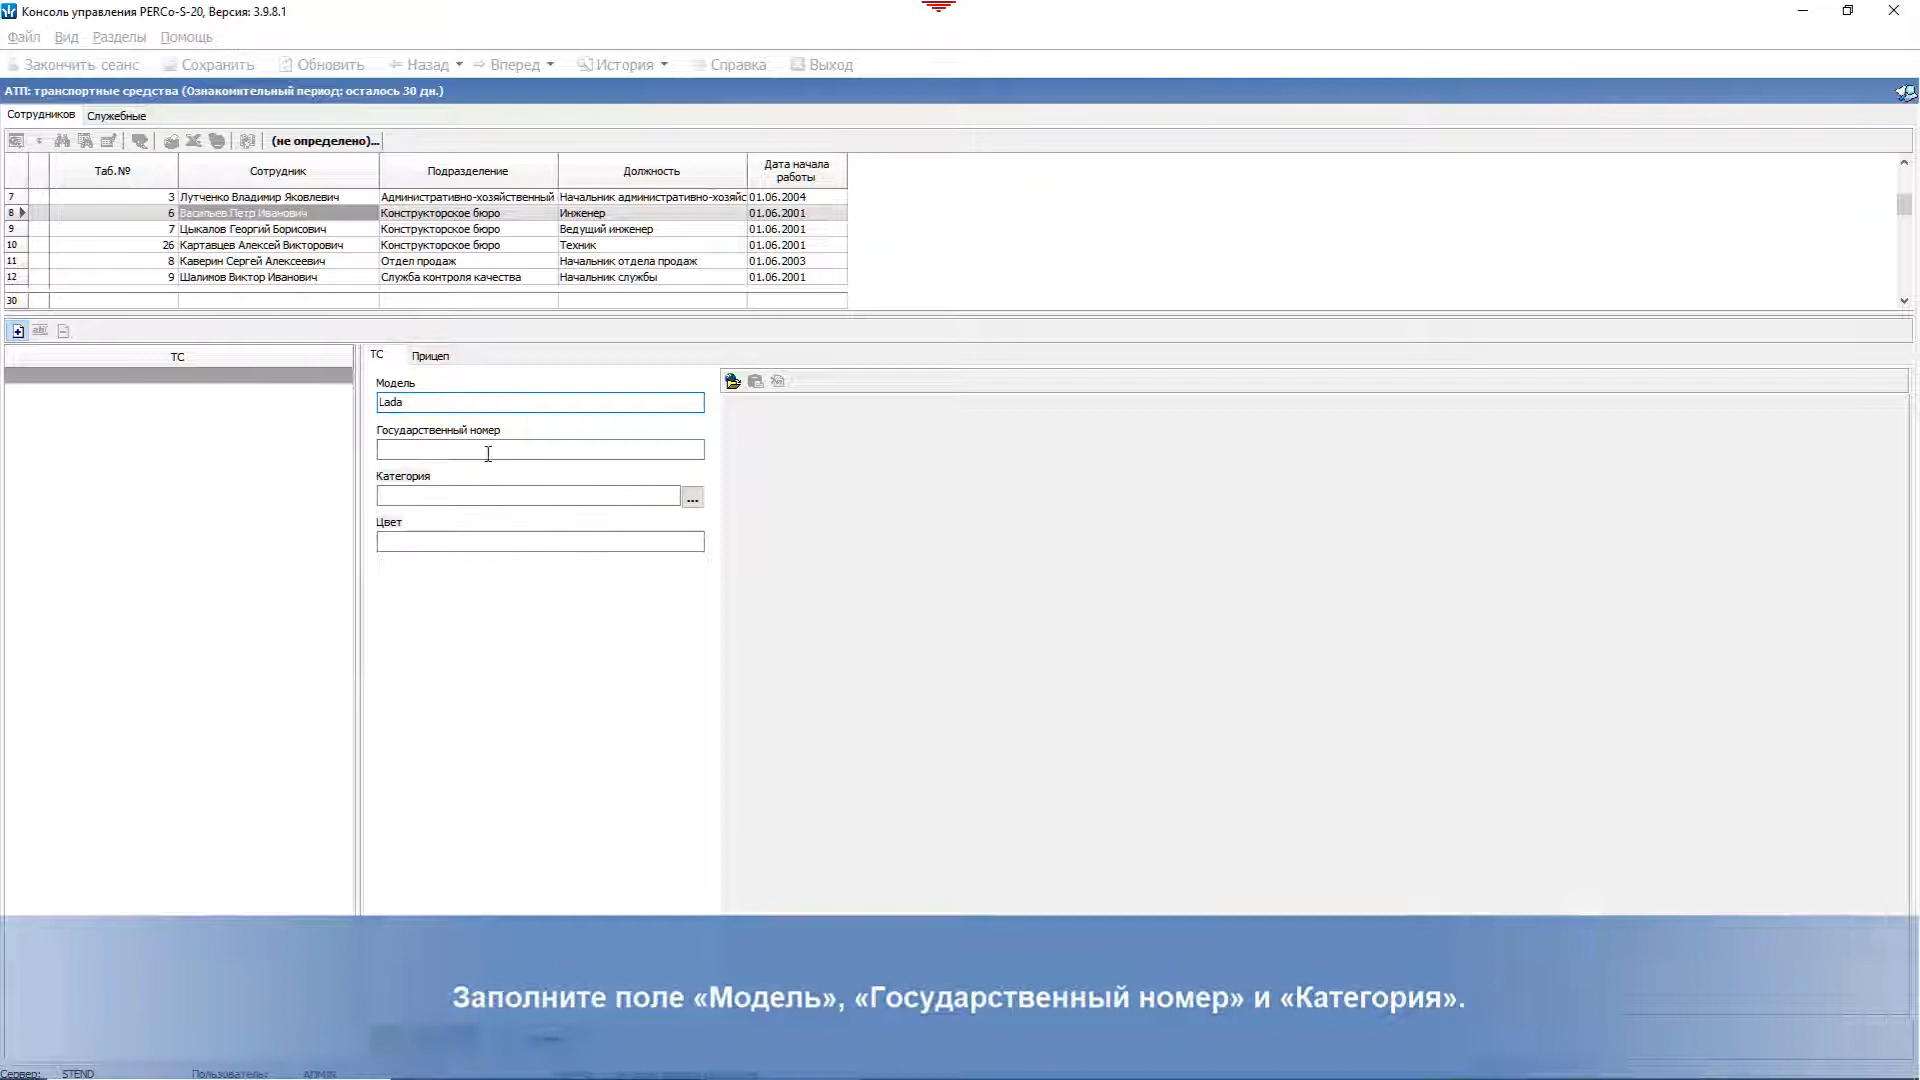 Консоль управления PERCo-S-20, Версия: 3.9.8.1
Файл Вид Разделы Помощь
Закончить сеанс Сохранить Обновить Назад Вперед История Справка Выход
АТП: транспортные средства (Ознакомительный период: осталось 30 дн.)
Сотрудников Служебные
(не определено)...
Таб.№ Сотрудник Подразделение Должность Дата начала работы
7 3 Лутченко Владимир Яковлевич Административно-хозяйственный Начальник административно-хозяйс 01.06.2004
8 6 Васильев Петр Иванович Конструкторское бюро Инженер 01.06.2001
9 7 Цыкалов Георгий Борисович Конструкторское бюро Ведущий инженер 01.06.2001
10 26 Картавцев Алексей Викторович Конструкторское бюро Техник 01.06.2001
11 8 Каверин Сергей Алексеевич Отдел продаж Начальник отдела продаж 01.06.2003
12 9 Шалимов Виктор Иванович Служба контроля качества Начальник службы 01.06.2001
30
ТС
ТС Прицеп
Модель
Lada
Государственный номер
Категория
...
Цвет
Заполните поле «Модель», «Государственный номер» и «Категория».
Сервер: STEND Пользователь: ADMIN